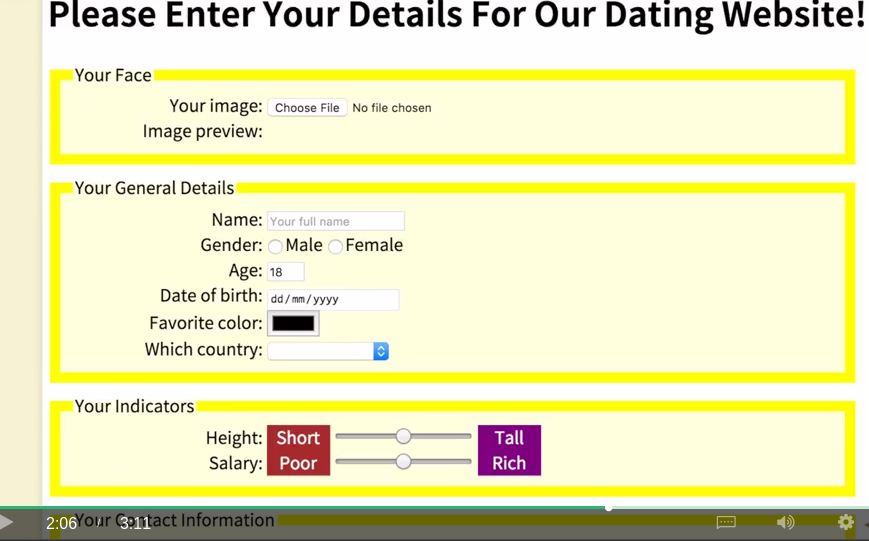 Please Enter Your Details For Our Dating Website!
Your Face
Your image: Choose File No file chosen
Image preview:
Your General Details
Name: Your full name
Gender: Male Female
Age: 18
Date of birth: dd/mm/yyyy
Favorite color:
Which country:
Your Indicators
Height: Short Tall
Salary: Poor Rich
Your Contact Information
2:06 / 3:11